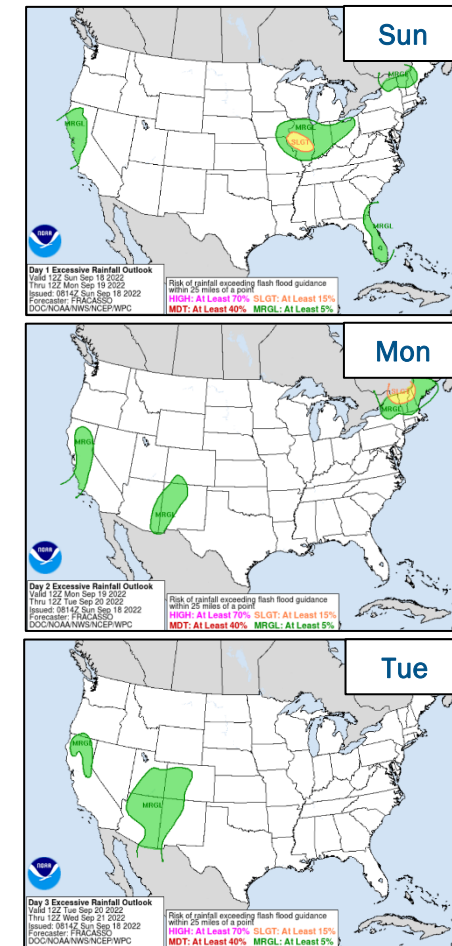 Sun
MRGL
MRGL
MRGL
SLGT
MRGL
NOAA
Day 1 Excessive Rainfall Outlook
Valid 12Z Sun Sep 18 2022
Thru 12Z Mon Sep 19 2022
Issued: 0814Z Sun Sep 18 2022
Forecaster: FRACASSO
DOC/NOAA/NWS/NCEP/WPC
Risk of rainfall exceeding flash flood guidance
within 25 miles of a point
HIGH: At Least 70% SLGT: At Least 15%
MDT: At Least 40% MRGL: At Least 5%
Mon
SLGT
MRGL
MRGL
MRGL
NOAA
Day 2 Excessive Rainfall Outlook
Valid 12Z Mon Sep 19 2022
Thru 12Z Tue Sep 20 2022
Issued: 0814Z Sun Sep 18 2022
Forecaster: FRACASSO
DOC/NOAA/NWS/NCEP/WPC
Risk of rainfall exceeding flash flood guidance
within 25 miles of a point
HIGH: At Least 70% SLGT: At Least 15%
MDT: At Least 40% MRGL: At Least 5%
Tue
MRGL
MRGL
NOAA
Day 3 Excessive Rainfall Outlook
Valid 12Z Tue Sep 20 2022
Thru 12Z Wed Sep 21 2022
Issued: 0814Z Sun Sep 18 2022
Forecaster: FRACASSO
DOC/NOAA/NWS/NCEP/WPC
Risk of rainfall exceeding flash flood guidance
within 25 miles of a point
HIGH: At Least 70% SLGT: At Least 15%
MDT: At Least 40% MRGL: At Least 5%